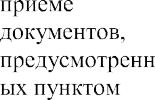 приеме
документов,
предусмотренн
ых пунктом